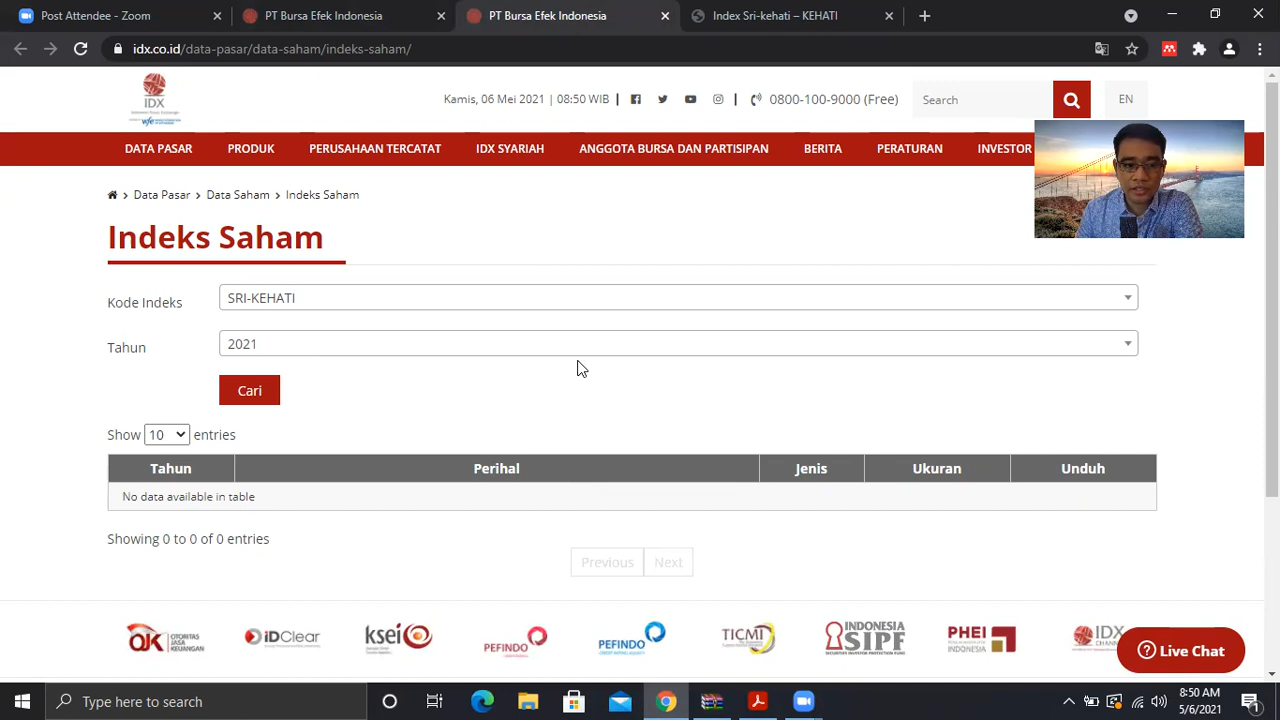 Post Attendee - Zoom
PT Bursa Efek Indonesia
PT Bursa Efek Indonesia
Index Sri-kehati – KEHATI
idx.co.id/data-pasar/data-saham/indeks-saham/
IDX
Kamis, 06 Mei 2021 | 08:50 WIB
0800-100-9000 (Free)
Search
EN
DATA PASAR
PRODUK
PERUSAHAAN TERCATAT
IDX SYARIAH
ANGGOTA BURSA DAN PARTISIPAN
BERITA
PERATURAN
INVESTOR
Data Pasar > Data Saham > Indeks Saham
Indeks Saham
Kode Indeks
SRI-KEHATI
Tahun
2021
Cari
Show 10 entries
Tahun
Perihal
Jenis
Ukuran
Unduh
No data available in table
Showing 0 to 0 of 0 entries
Previous
Next
OTORITAS JASA KEUANGAN
iDClear
ksei
PEFINDO
PEFINDO
TICMI
INDONESIA SIPF
PHEI
IDX
Live Chat
Type here to search
8:50 AM
5/6/2021